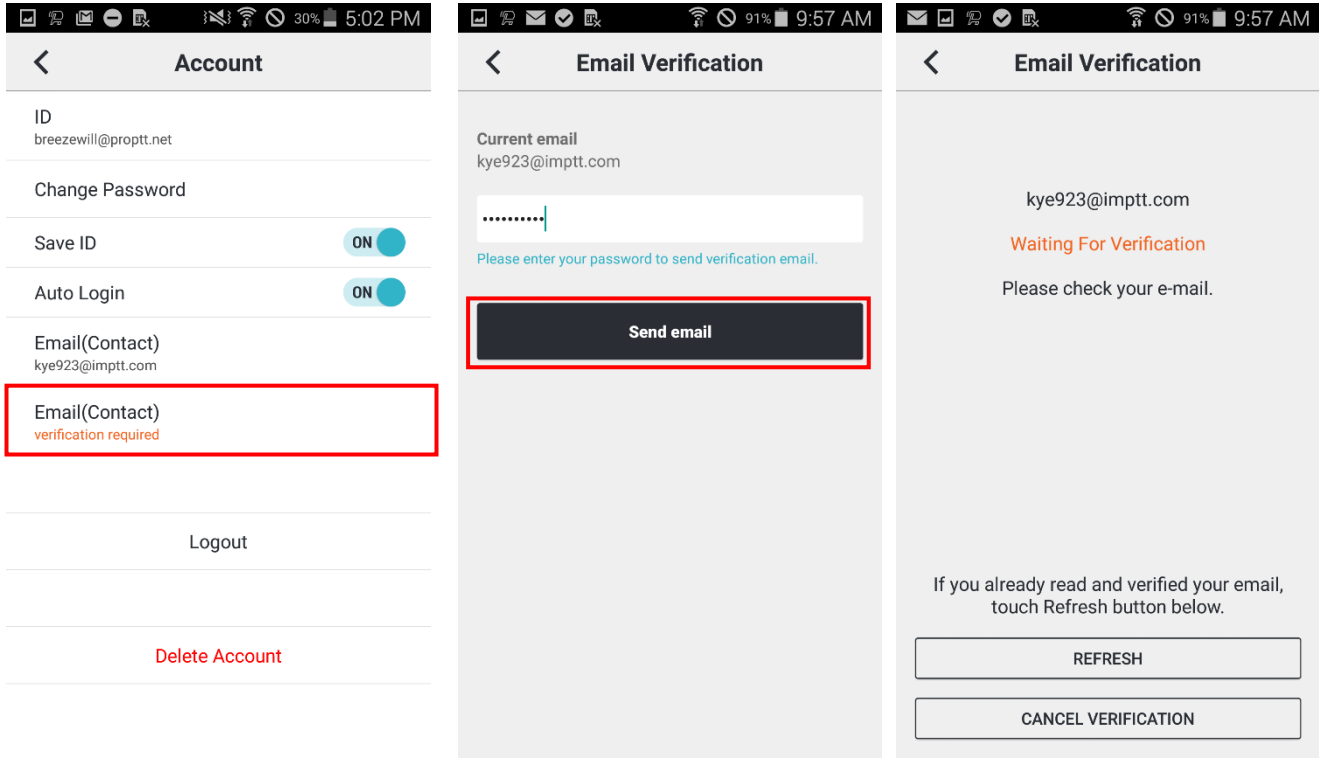 30% 5:02 PM
Account
ID
breezewill@proptt.net
Change Password
Save ID
ON
Auto Login
ON
Email(Contact)
kye923@imptt.com
Email(Contact)
verification required
Logout
Delete Account
91% 9:57 AM
Email Verification
Current email
kye923@imptt.com
••••••••••
Please enter your password to send verification email.
Send email
91% 9:57 AM
Email Verification
kye923@imptt.com
Waiting For Verification
Please check your e-mail.
If you already read and verified your email,
touch Refresh button below.
REFRESH
CANCEL VERIFICATION